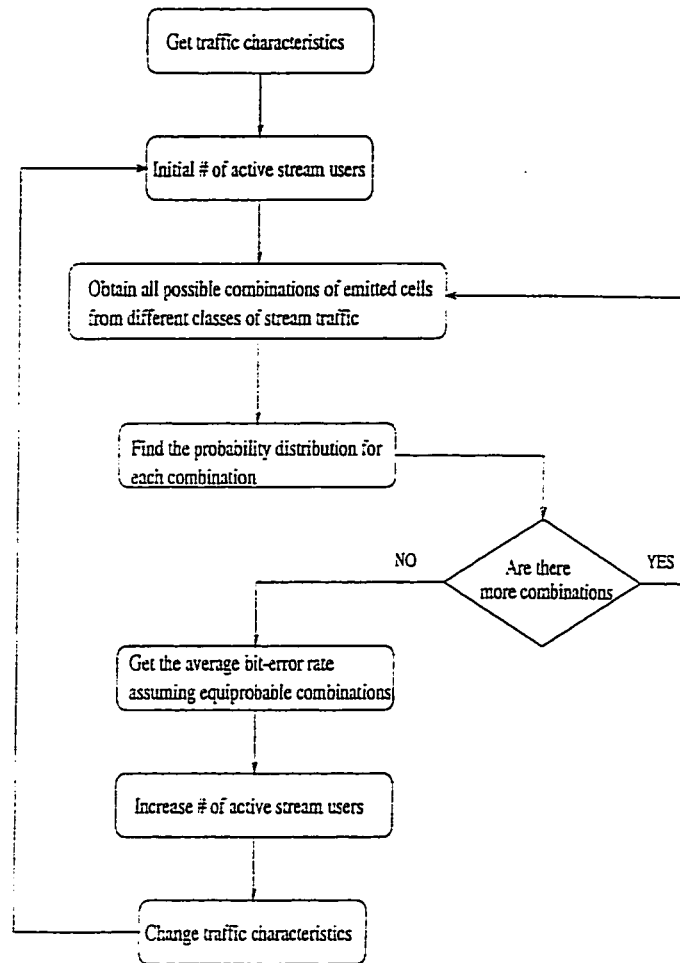 Get traffic characteristics
Initial # of active stream users
Obtain all possible combinations of emitted cells
from different classes of stream traffic
Find the probability distribution for
each combination
Are there
more combinations
NO
YES
Get the average bit-error rate
assuming equiprobable combinations
Increase # of active stream users
Change traffic characteristics